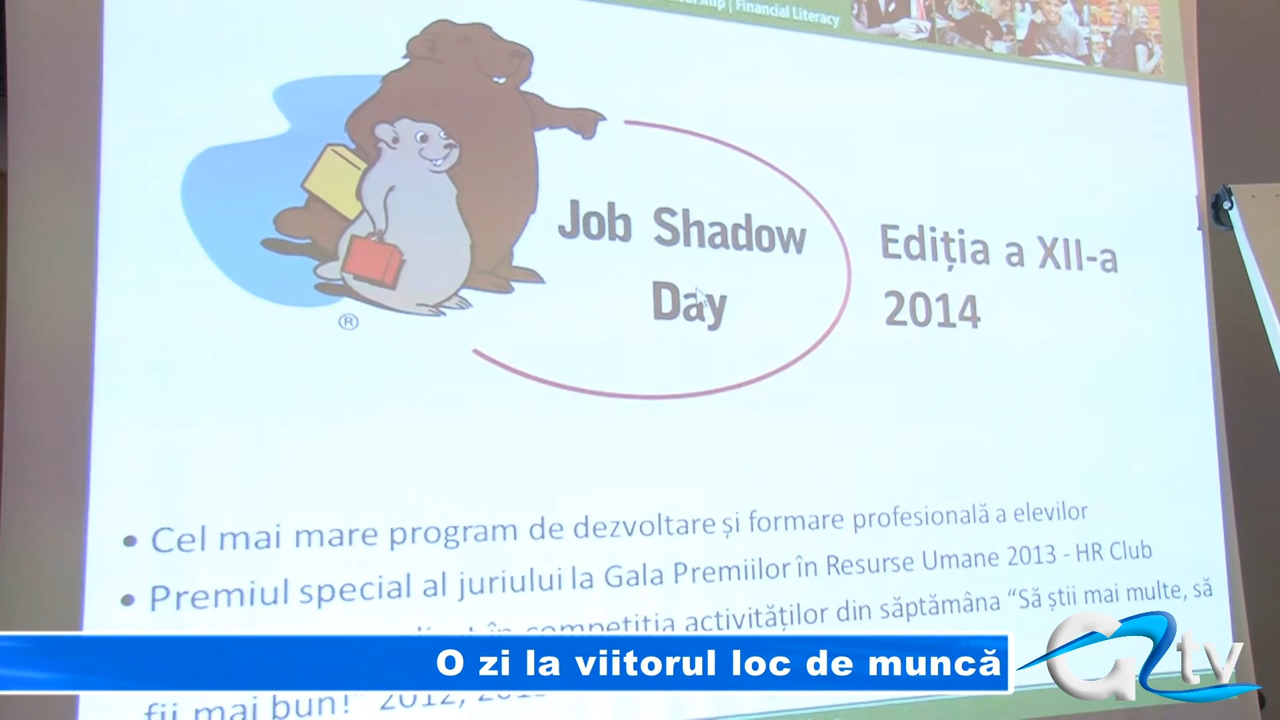 | Financial Literacy
Job Shadow
Day
Ediția a XII-a
2014
®
• Cel mai mare program de dezvoltare și formare profesională a elevilor
• Premiul special al juriului la Gala Premiilor în Resurse Umane 2013 - HR Club
în competiția activităților din săptămâna “Să știi mai multe, să
fii mai bun!” 2012,
O zi la viitorul loc de muncă
G2 tv